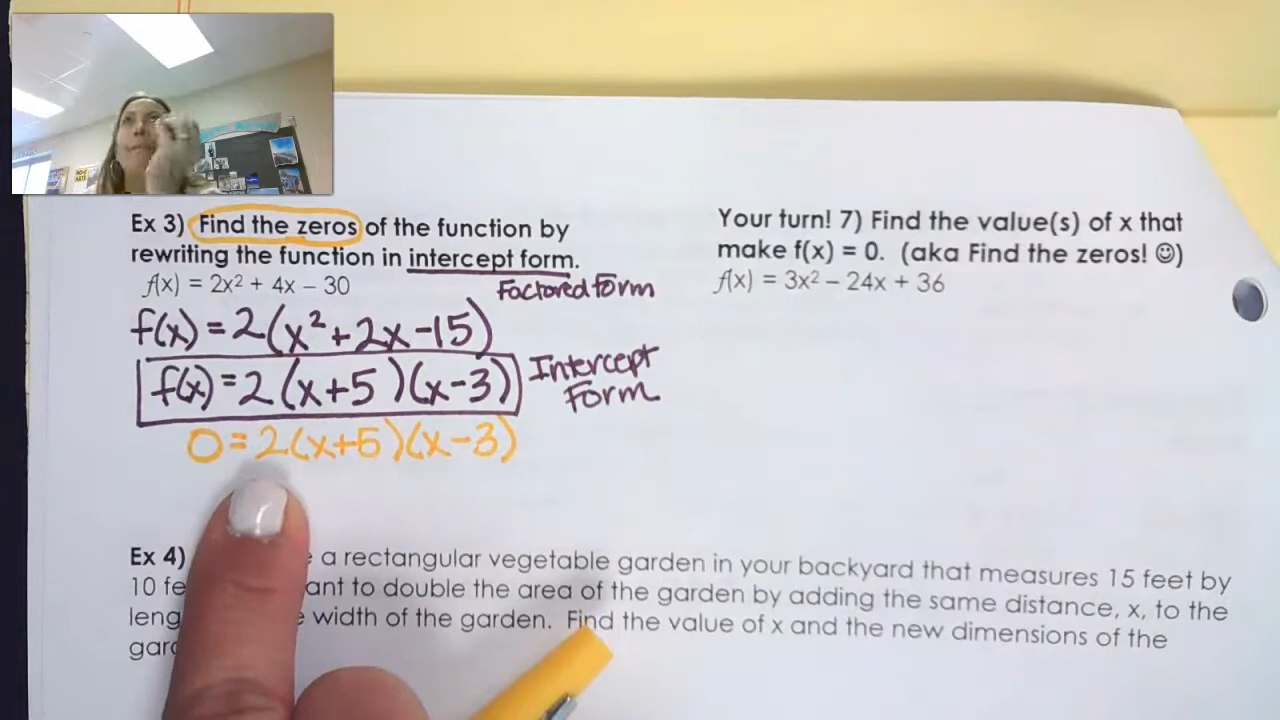 Ex 3) Find the zeros of the function by
rewriting the function in intercept form.
f(x) = 2x² + 4x – 30
Factored Form
f(x) = 2(x² + 2x - 15)
f(x) = 2(x+5)(x-3)
Intercept
Form
0 = 2(x+5)(x-3)
Your turn! 7) Find the value(s) of x that
make f(x) = 0. (aka Find the zeros! ☺)
f(x) = 3x² – 24x + 36
Ex 4) a rectangular vegetable garden in your backyard that measures 15 feet by
10 to double the area of the garden by adding the same distance, x, to the
width of the garden. Find the value of x and the new dimensions of the